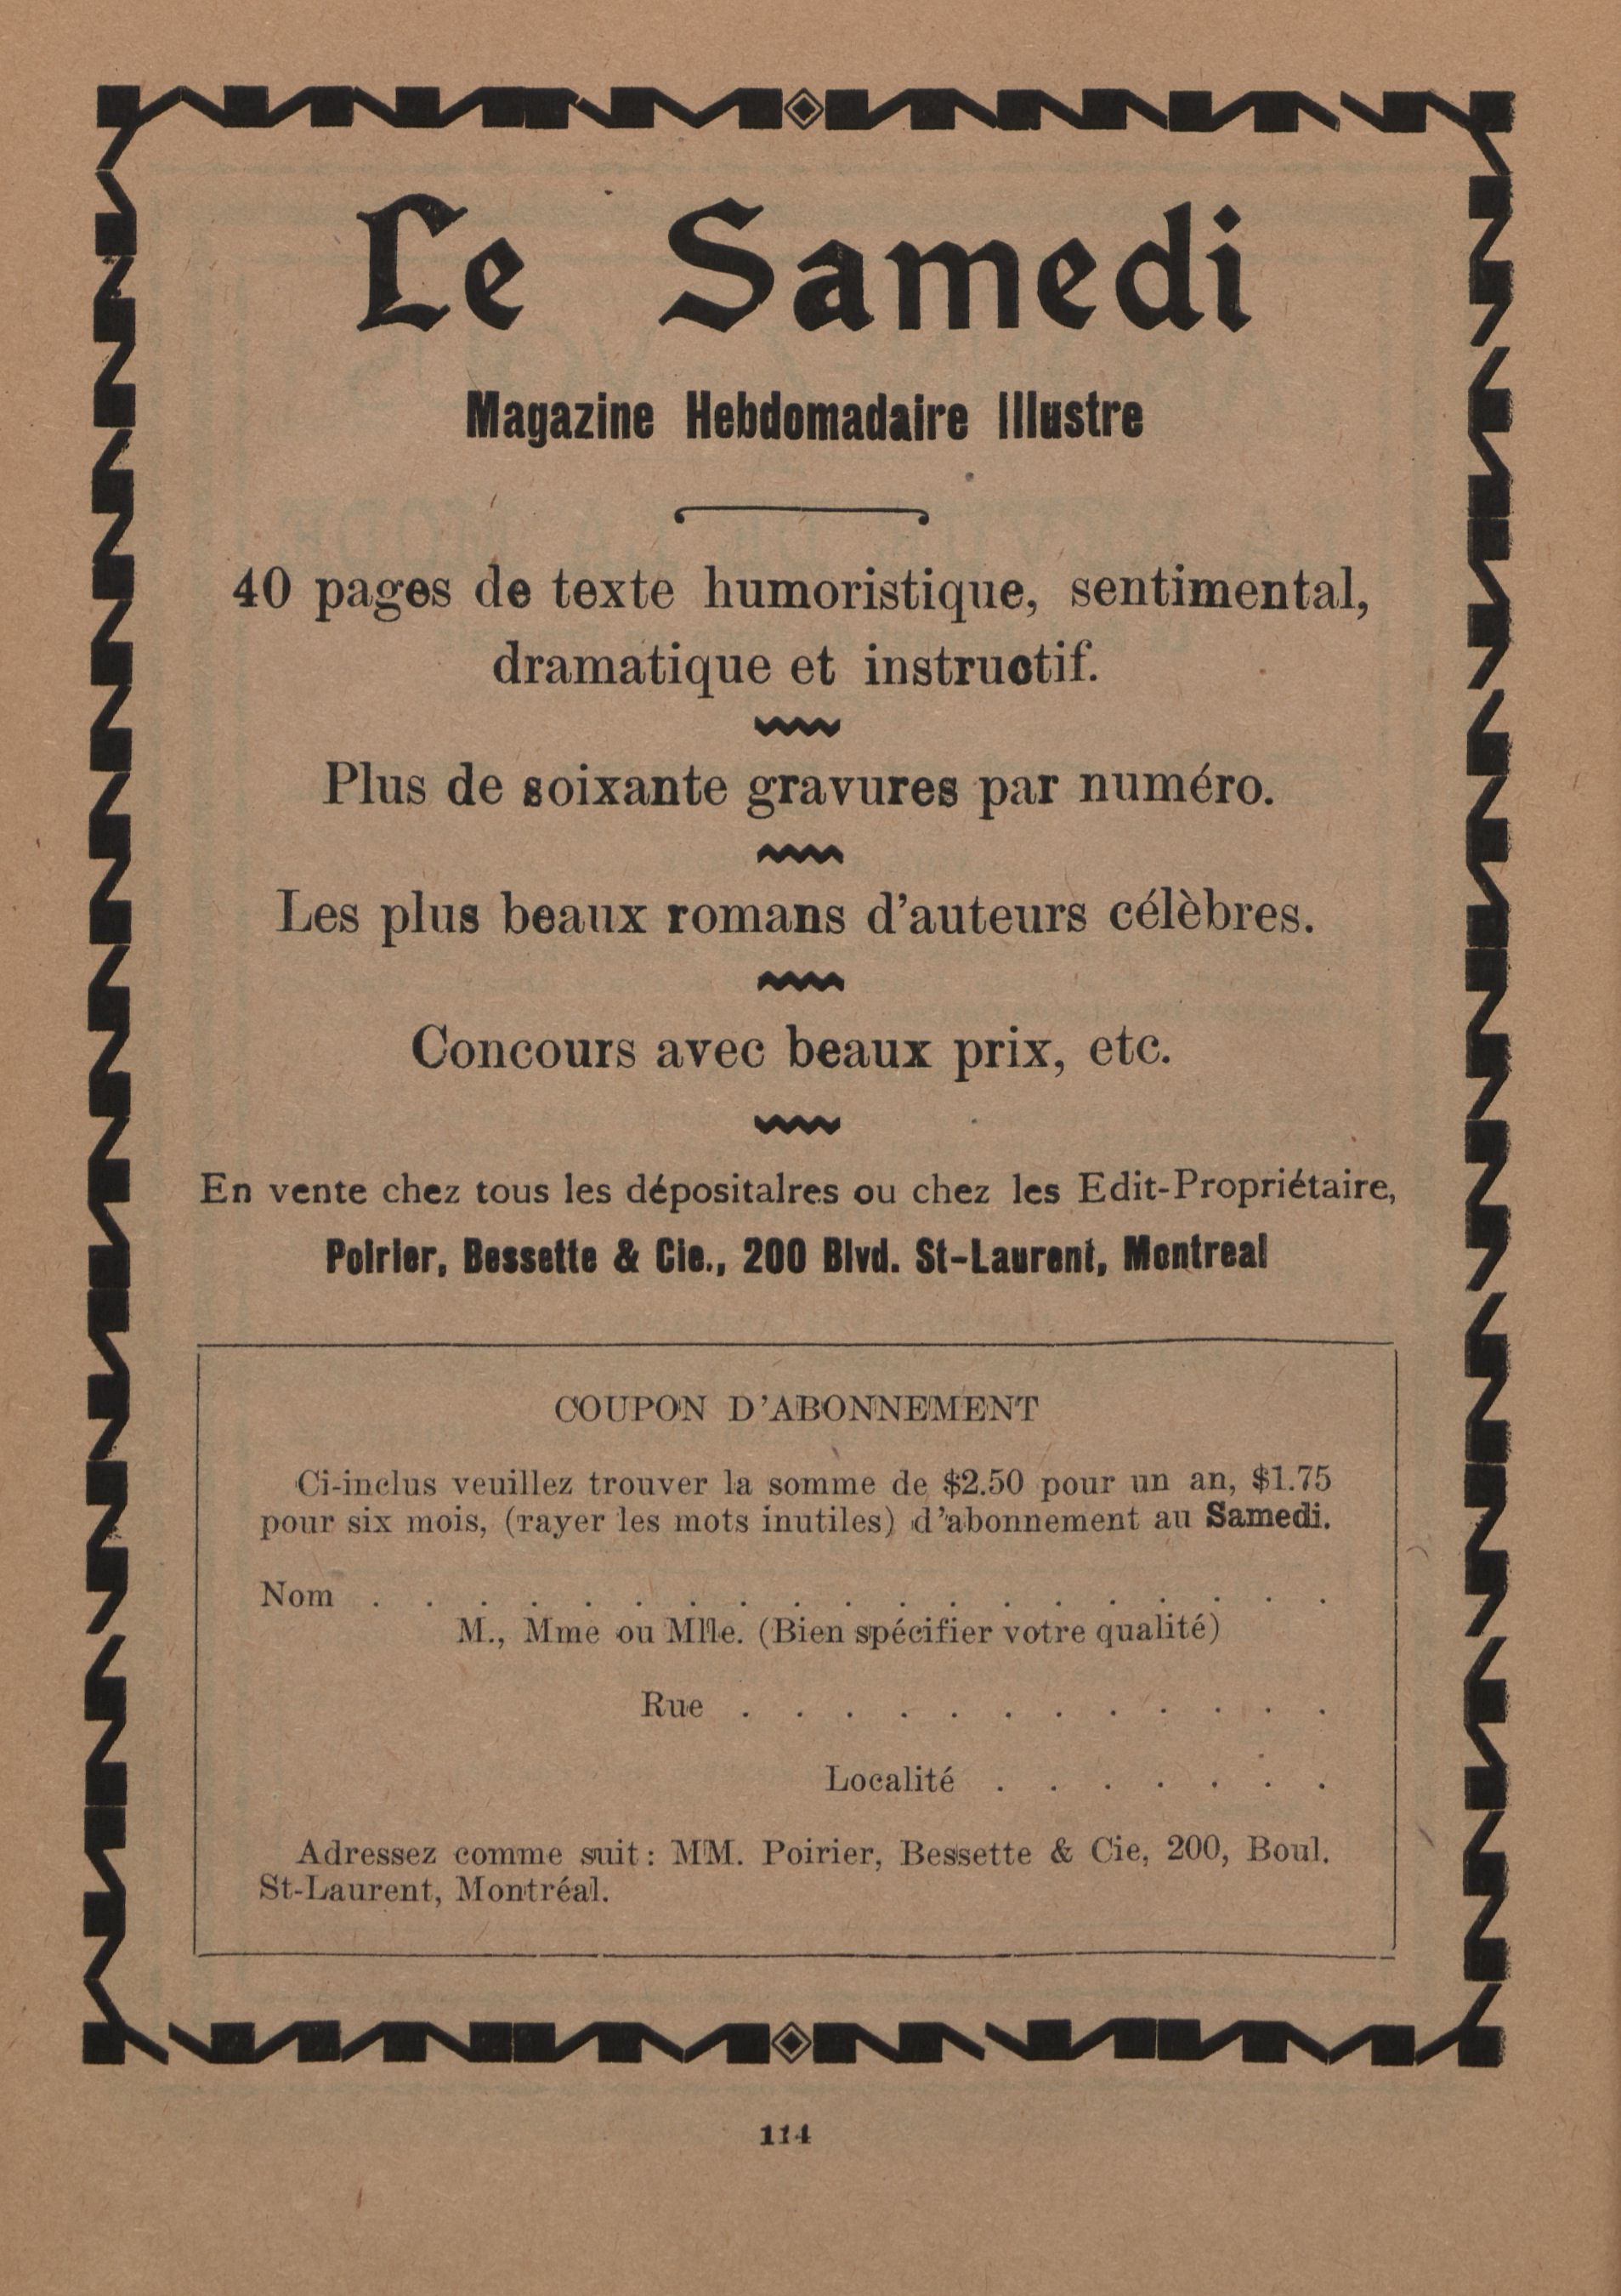 Le Samedi
Magazine Hebdomadaire Illustre
40 pages de texte humoristique, sentimental,
dramatique et instructif.
Plus de soixante gravures par numéro.
Les plus beaux romans d'auteurs célèbres.
Concours avec beaux prix, etc.
En vente chez tous les dépositaires ou chez les Edit-Propriétaire,
Poirier, Bessette & Cie., 200 Blvd. St-Laurent, Montreal
COUPON D'ABONNEMENT
Ci-inclus veuillez trouver la somme de $2.50 pour un an, $1.75
pour six mois, (rayer les mots inutiles) d'abonnement au Samedi.
Nom . . . . . . . . . . . . . . . . . . .
M., Mme ou Mlle. (Bien spécifier votre qualité)
Rue . . . . . . . . . . . .
Localité . . . . . . .
Adressez comme suit: MM. Poirier, Bessette & Cie, 200, Boul.
St-Laurent, Montréal.
114